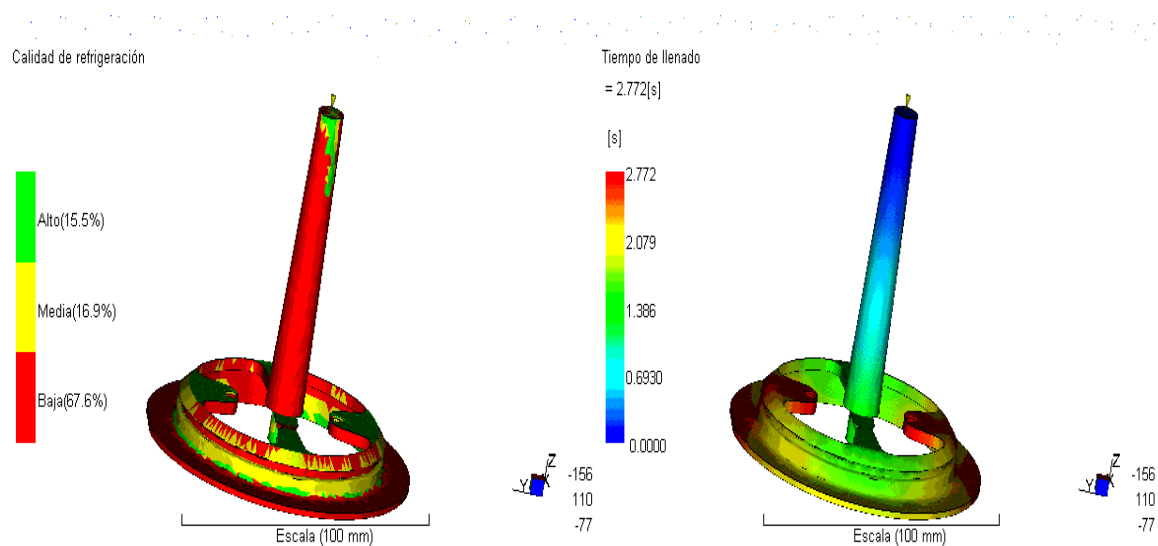 Calidad de refrigeración
Alto(15.5%)
Media(16.9%)
Baja(67.6%)
Z
Y
X
-156
110
-77
Escala (100 mm)
Tiempo de llenado
= 2.772[s]
[s]
2.772
2.079
1.386
0.6930
0.0000
Z
Y
X
-156
110
-77
Escala (100 mm)